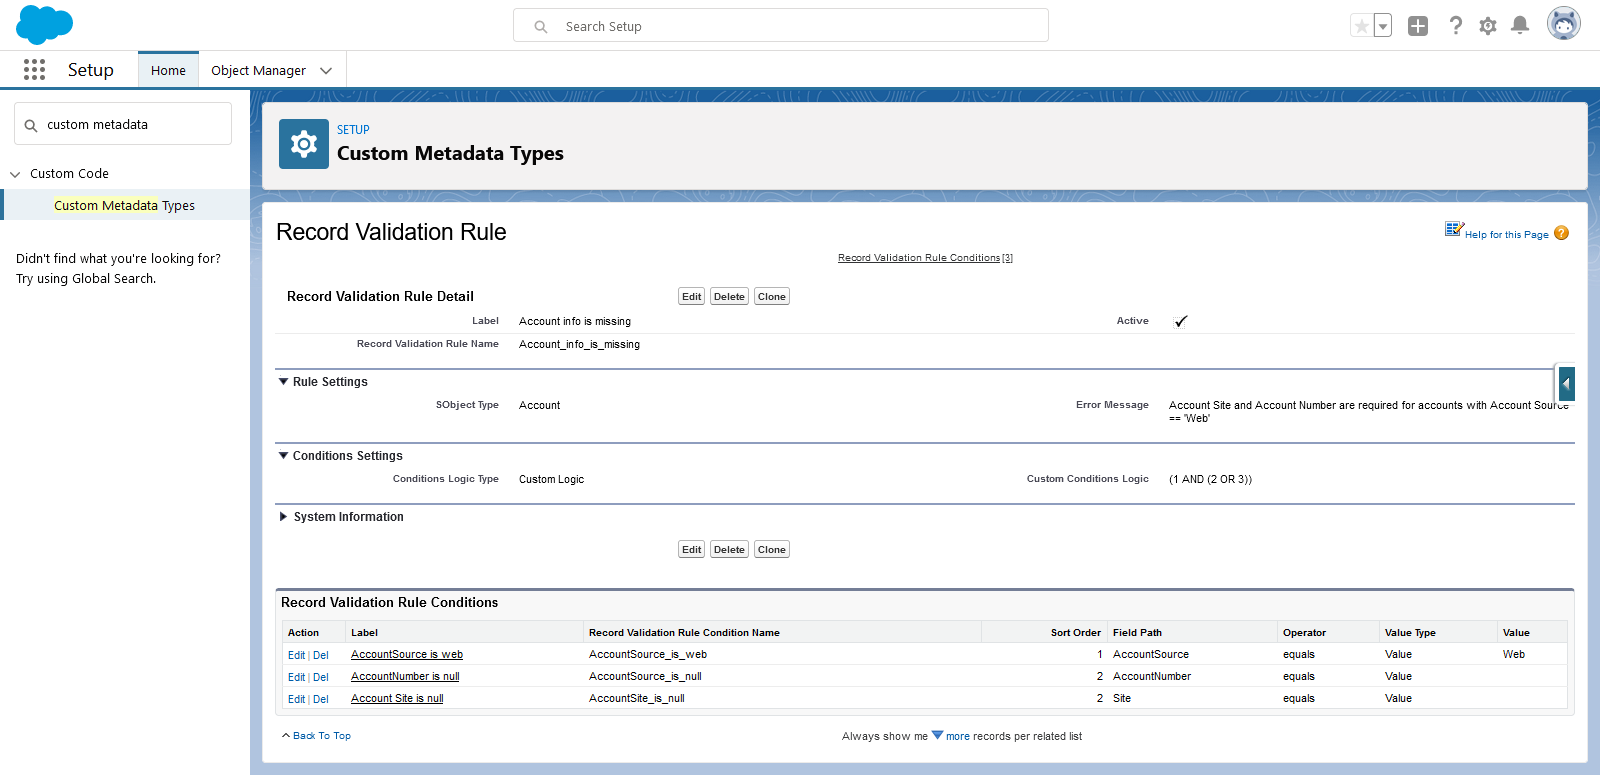 Search Setup
Setup
Home
Object Manager
custom metadata
Custom Code
Custom Metadata Types
Didn't find what you're looking for?
Try using Global Search.
SETUP
Custom Metadata Types
Record Validation Rule
Help for this Page
Record Validation Rule Conditions [3]
Record Validation Rule Detail
Edit Delete Clone
Label Account info is missing Active
Record Validation Rule Name Account_info_is_missing
Rule Settings
SObject Type Account Error Message Account Site and Account Number are required for accounts with Account Source
== 'Web'
Conditions Settings
Conditions Logic Type Custom Logic Custom Conditions Logic (1 AND (2 OR 3))
System Information
Edit Delete Clone
Record Validation Rule Conditions
Action Label Record Validation Rule Condition Name Sort Order Field Path Operator Value Type Value
Edit | Del AccountSource is web AccountSource_is_web 1 AccountSource equals Value Web
Edit | Del AccountNumber is null AccountSource_is_null 2 AccountNumber equals Value
Edit | Del Account Site is null AccountSite_is_null 2 Site equals Value
Back To Top
Always show me more records per related list